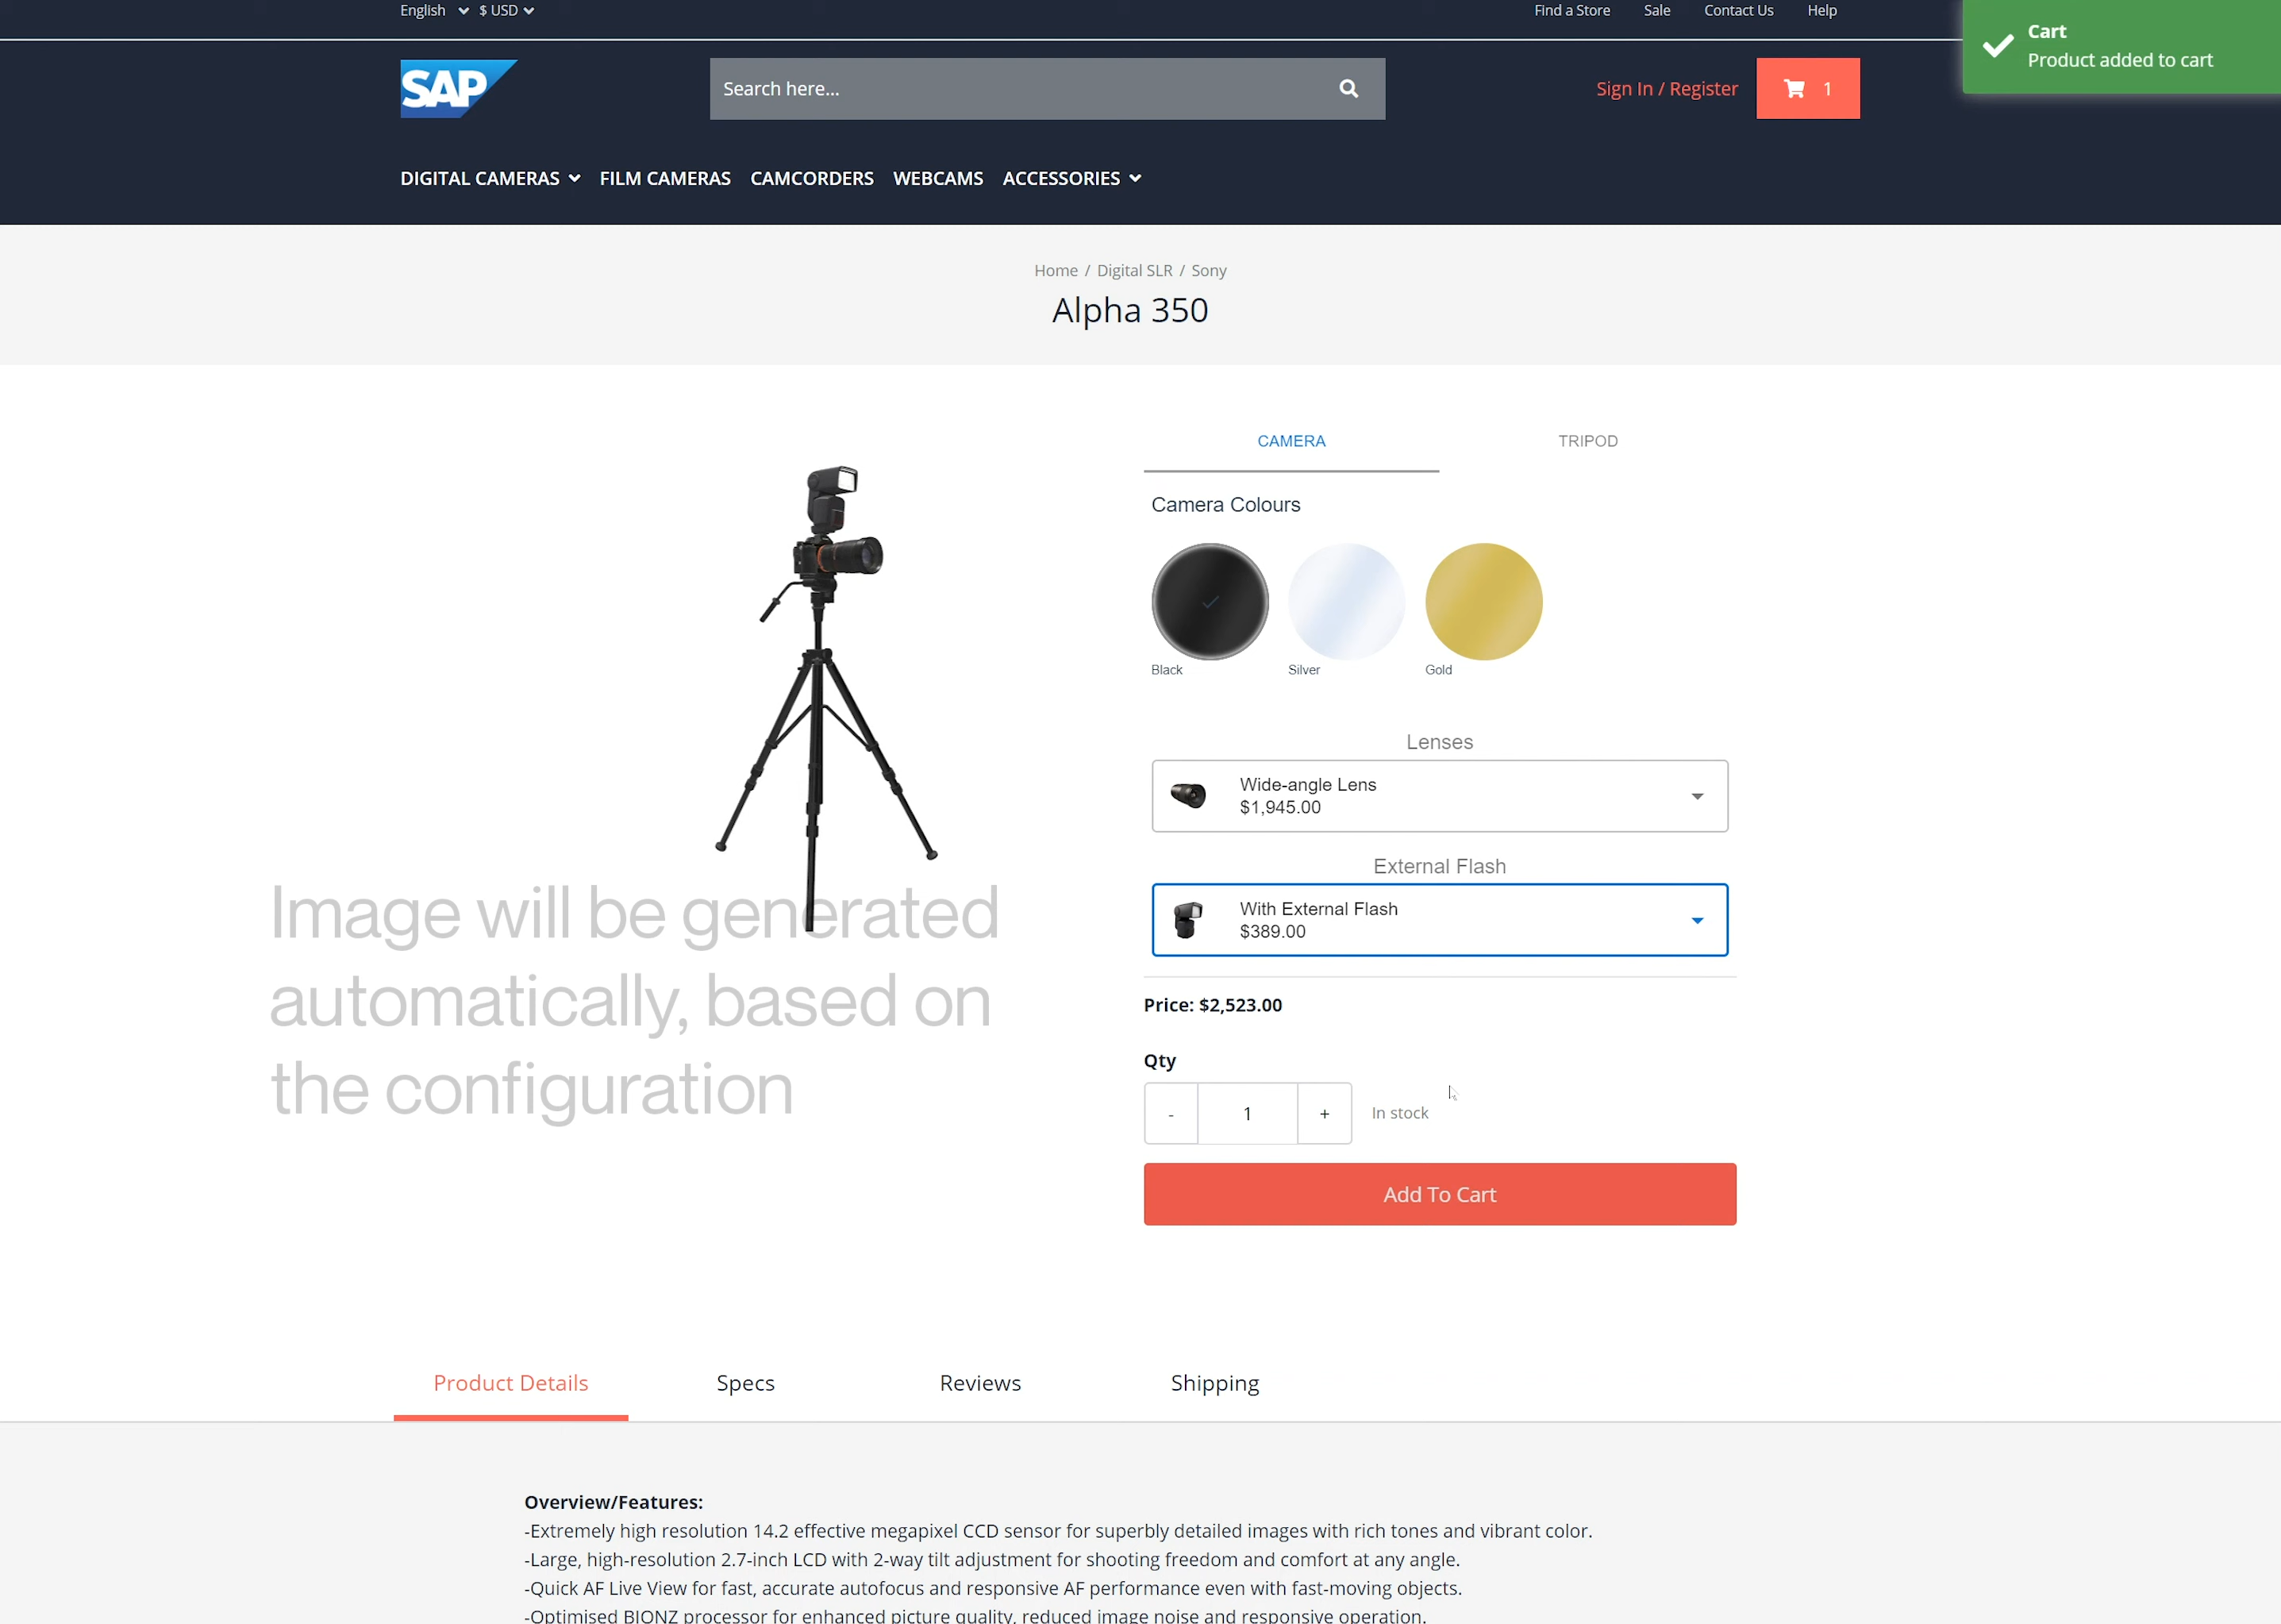 English $ USD
Find a Store Sale Contact Us Help
Cart
Product added to cart
SAP
Search here...
Sign In / Register
1
DIGITAL CAMERAS FILM CAMERAS CAMCORDERS WEBCAMS ACCESSORIES
Home / Digital SLR / Sony
Alpha 350
CAMERA TRIPOD
Camera Colours
Black Silver Gold
Lenses
Wide-angle Lens
$1,945.00
External Flash
With External Flash
$389.00
Image will be generated
automatically, based on
the configuration
Price: $2,523.00
Qty
- 1 + In stock
Add To Cart
Product Details Specs Reviews Shipping
Overview/Features:
-Extremely high resolution 14.2 effective megapixel CCD sensor for superbly detailed images with rich tones and vibrant color.
-Large, high-resolution 2.7-inch LCD with 2-way tilt adjustment for shooting freedom and comfort at any angle.
-Quick AF Live View for fast, accurate autofocus and responsive AF performance even with fast-moving objects.
-Optimised BIONZ processor for enhanced picture quality, reduced image noise and responsive operation.